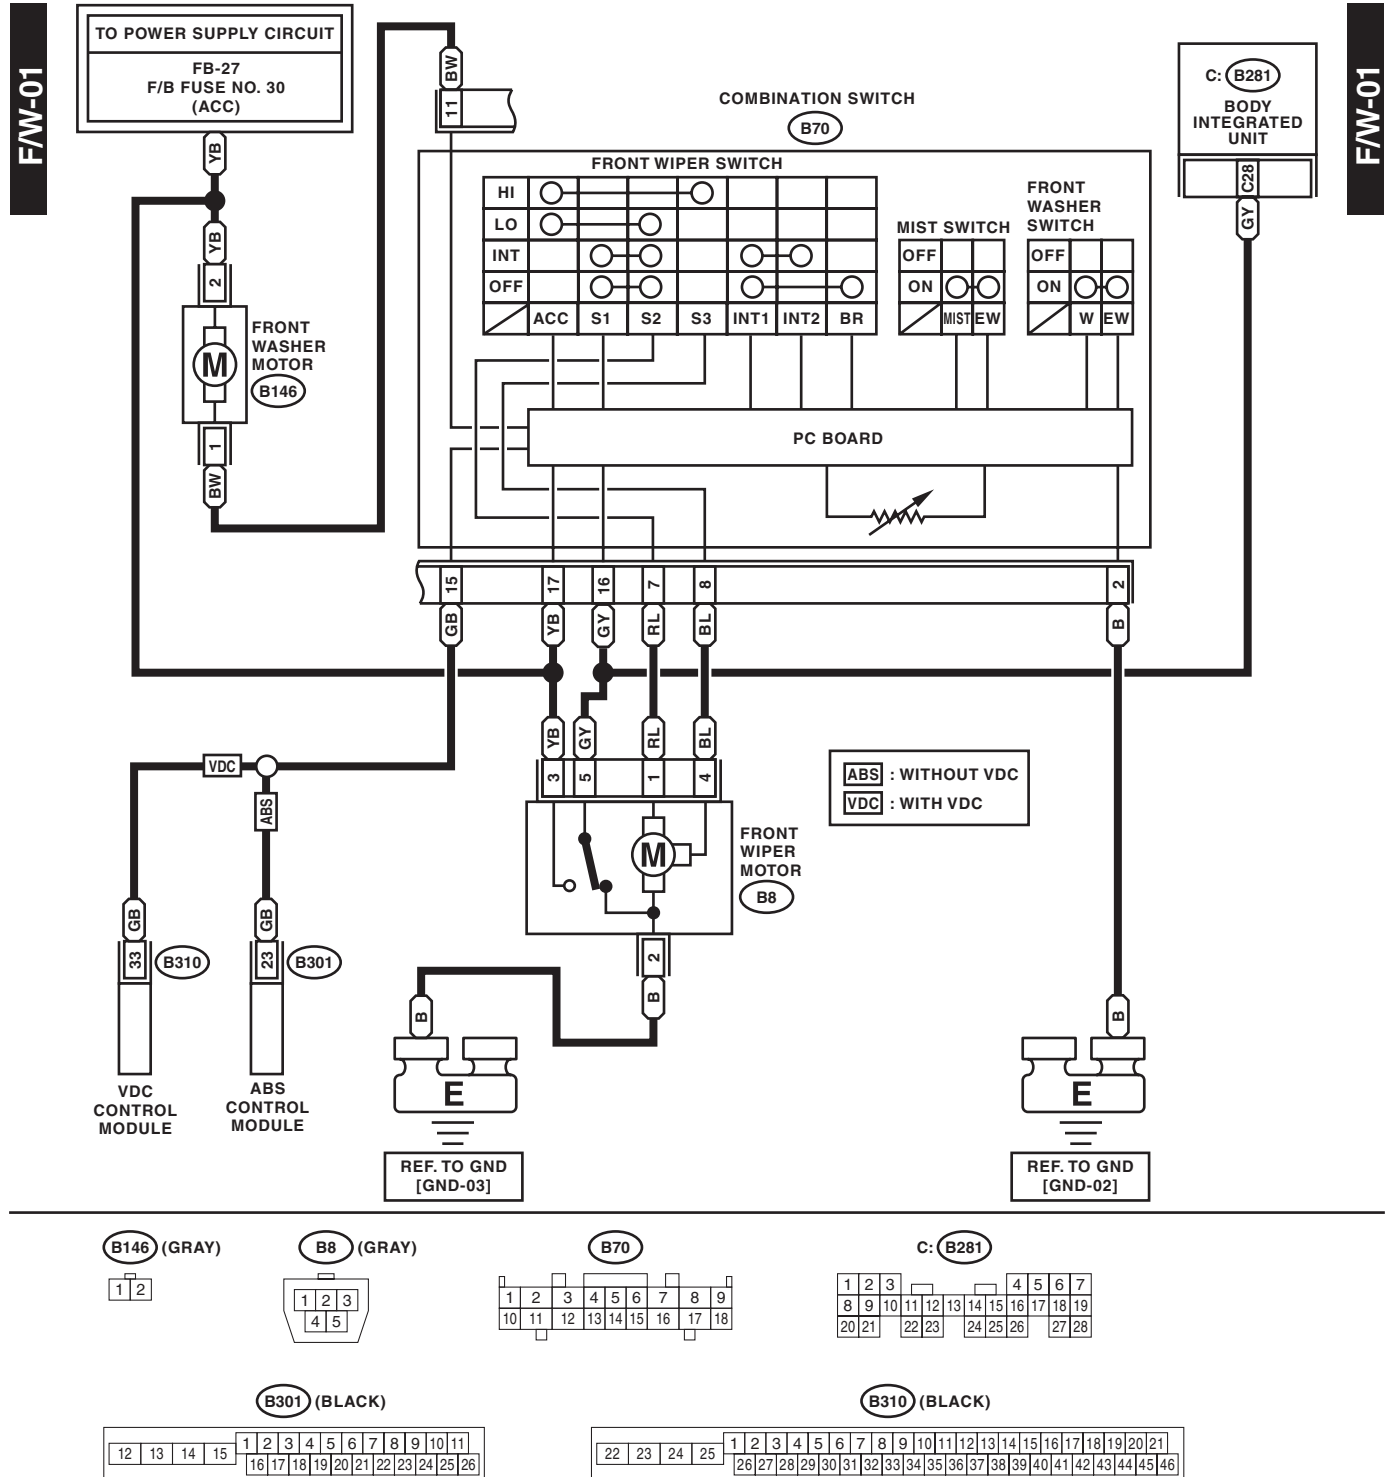 F/W-01
TO POWER SUPPLY CIRCUIT
FB-27
F/B FUSE NO. 30
(ACC)
YB
YB
2
M
FRONT
WASHER
MOTOR
B146
1
BW
BW
11
COMBINATION SWITCH
B70
FRONT WIPER SWITCH
HI
LO
INT
OFF
ACC S1 S2 S3 INT1 INT2 BR
MIST SWITCH
OFF
ON
MIST EW
FRONT
WASHER
SWITCH
OFF
ON
W EW
PC BOARD
C: B281
BODY
INTEGRATED
UNIT
C28
GY
F/W-01
15 17 16 7 8 2
GB YB GY RL BL B
YB GY RL BL
3 5 1 4
M
FRONT
WIPER
MOTOR
B8
2
B
VDC
ABS
ABS : WITHOUT VDC
VDC : WITH VDC
GB GB
33 B310
23 B301
VDC
CONTROL
MODULE
ABS
CONTROL
MODULE
B
E
REF. TO GND
[GND-03]
B
E
REF. TO GND
[GND-02]
B146 (GRAY)
1 2
B8 (GRAY)
1 2 3
4 5
B70
1 2 3 4 5 6 7 8 9
10 11 12 13 14 15 16 17 18
C: B281
1 2 3 4 5 6 7
8 9 10 11 12 13 14 15 16 17 18 19
20 21 22 23 24 25 26 27 28
B301 (BLACK)
12 13 14 15
1 2 3 4 5 6 7 8 9 10 11
16 17 18 19 20 21 22 23 24 25 26
B310 (BLACK)
22 23 24 25
1 2 3 4 5 6 7 8 9 10 11 12 13 14 15 16 17 18 19 20 21
26 27 28 29 30 31 32 33 34 35 36 37 38 39 40 41 42 43 44 45 46